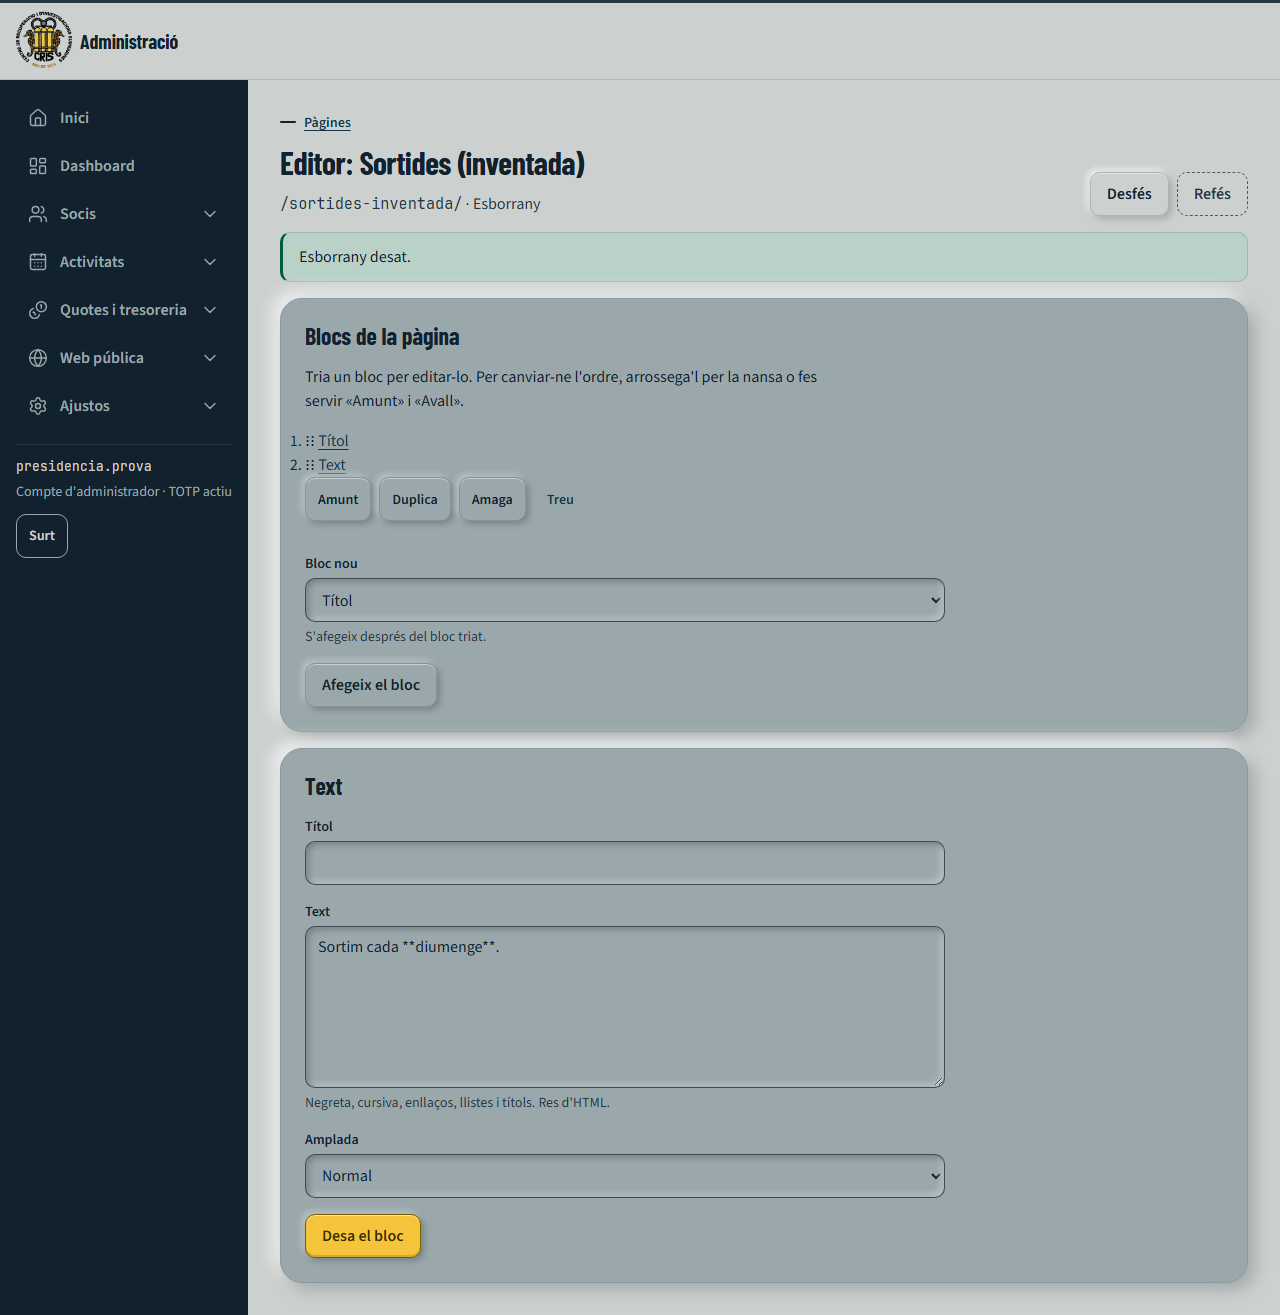 CRIS
Administració
Inici
Dashboard
Socis
Activitats
Quotes i tresoreria
Web pública
Ajustos
presidencia.prova
Compte d'administrador · TOTP actiu
Surt
Pàgines
Editor: Sortides (inventada)
/sortides-inventada/ · Esborrany
Desfés
Refés
Esborrany desat.
Blocs de la pàgina
Tria un bloc per editar-lo. Per canviar-ne l'ordre, arrossega'l per la nansa o fes
servir «Amunt» i «Avall».
1. ⠿ Títol
2. ⠿ Text
Amunt
Duplica
Amaga
Treu
Bloc nou
Títol
S'afegeix després del bloc triat.
Afegeix el bloc
Text
Títol
Text
Sortim cada **diumenge**.
Negreta, cursiva, enllaços, llistes i títols. Res d'HTML.
Amplada
Normal
Desa el bloc